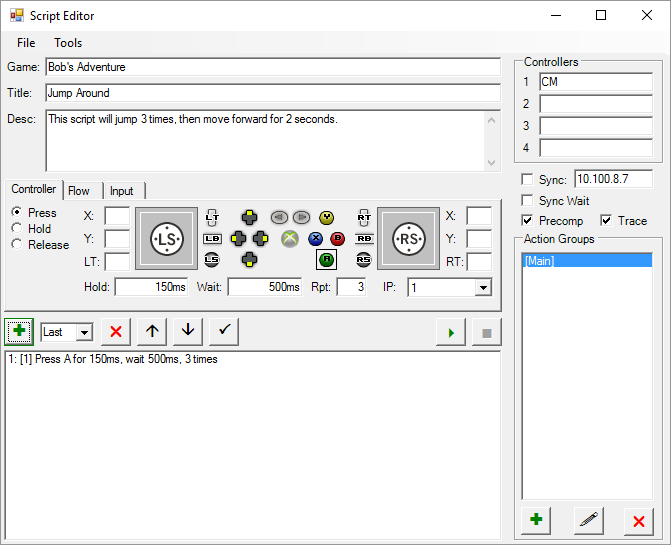 Script Editor
File Tools
Game: Bob's Adventure
Title: Jump Around
Desc: This script will jump 3 times, then move forward for 2 seconds.
Controllers
1 CM
2
3
4
Sync: 10.100.8.7
Sync Wait
Precomp Trace
Controller Flow Input
Press
Hold
Release
X:
Y:
LT:
LS
LT
LB
LS
Y
X B
A
RT
RB
RS
RS
X:
Y:
RT:
Hold: 150ms Wait: 500ms Rpt: 3 IP: 1
Last
1: [1] Press A for 150ms, wait 500ms, 3 times
Action Groups
[Main]